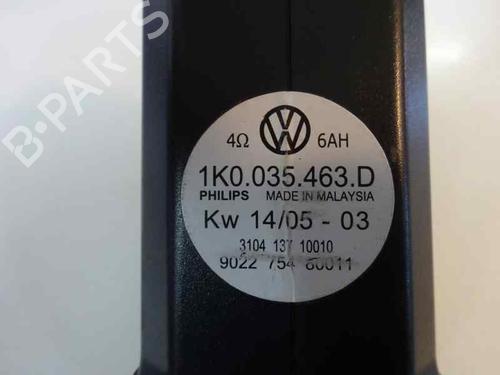 B-PARTS
4Ω VW 6AH
1K0.035.463.D
PHILIPS MADE IN MALAYSIA
Kw 14/05 - 03
3104 137 10010
9022 754 80011